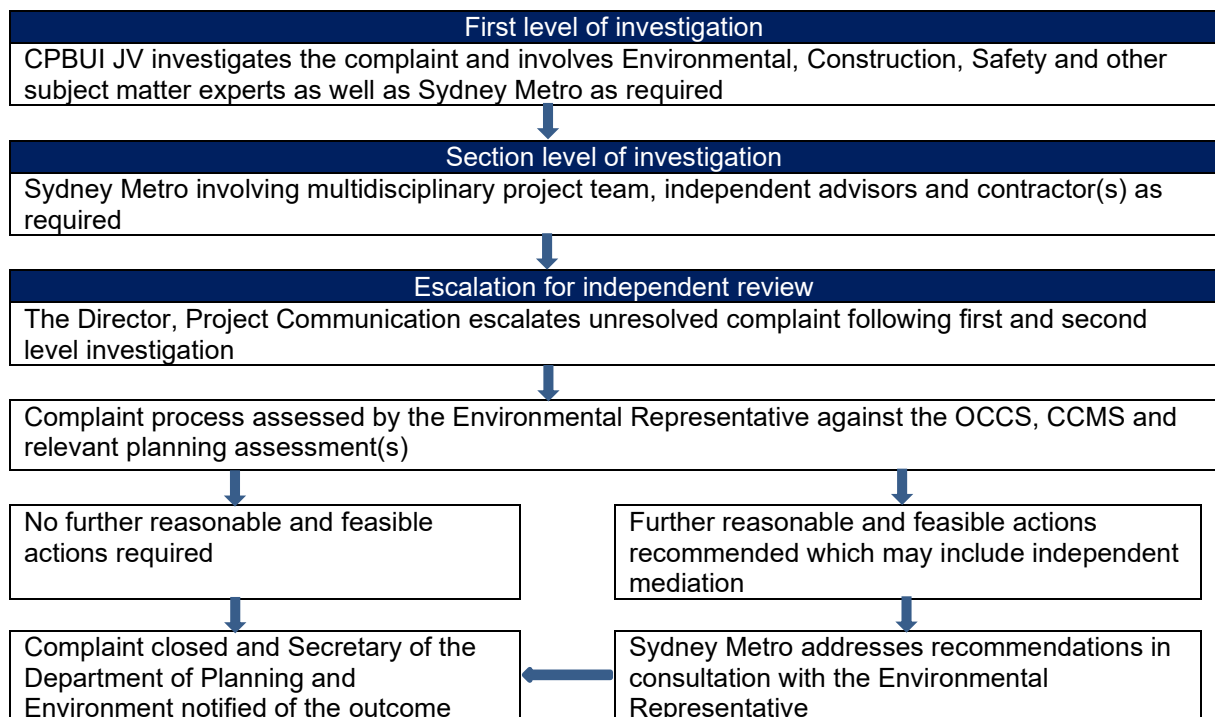 First level of investigation
CPBUI JV investigates the complaint and involves Environmental, Construction, Safety and other
subject matter experts as well as Sydney Metro as required
Section level of investigation
Sydney Metro involving multidisciplinary project team, independent advisors and contractor(s) as
required
Escalation for independent review
The Director, Project Communication escalates unresolved complaint following first and second
level investigation
Complaint process assessed by the Environmental Representative against the OCCS, CCMS and
relevant planning assessment(s)
No further reasonable and feasible
actions required
Further reasonable and feasible actions
recommended which may include independent
mediation
Complaint closed and Secretary of the
Department of Planning and
Environment notified of the outcome
Sydney Metro addresses recommendations in
consultation with the Environmental
Representative